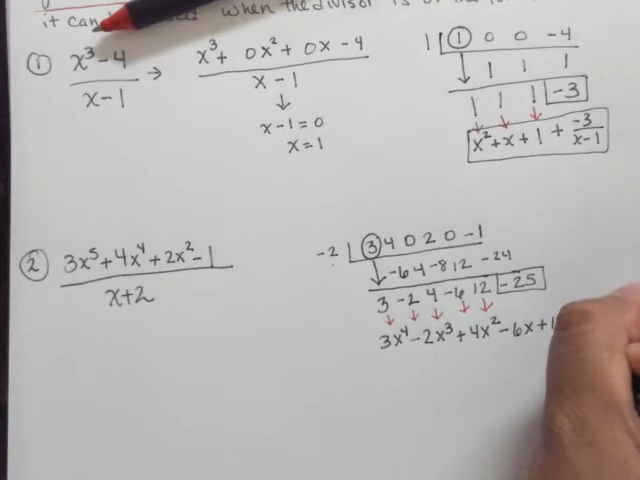 it can when the divisor is of the
① x³-4 / x-1 → x³+ 0x²+ 0x -4 / x-1
↓
x-1=0
x=1
1 | 1 0 0 -4
↓ 1 1 1
1 1 1 -3
x²+x+1 + -3/x-1
② 3x⁵+4x⁴+2x²-1 / x+2
-2 | 3 4 0 2 0 -1
↓ -6 4 -8 12 -24
3 -2 4 -6 12 -25
3x⁴-2x³+4x²-6x+1